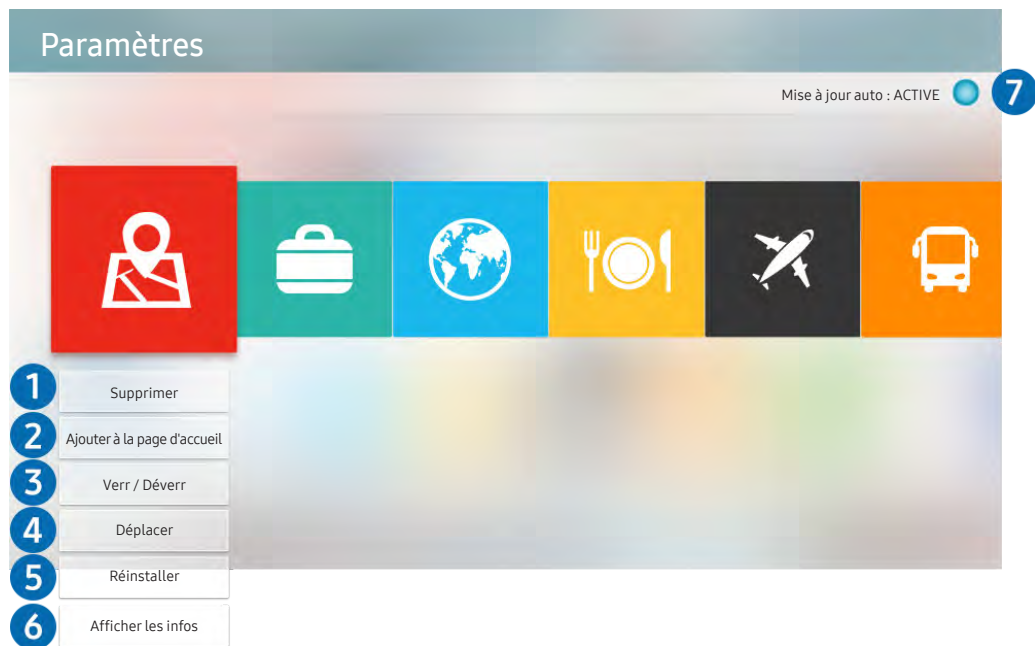 Paramètres
Mise à jour auto : ACTIVE 7
1 Supprimer
2 Ajouter à la page d'accueil
3 Verr / Déverr
4 Déplacer
5 Réinstaller
6 Afficher les infos